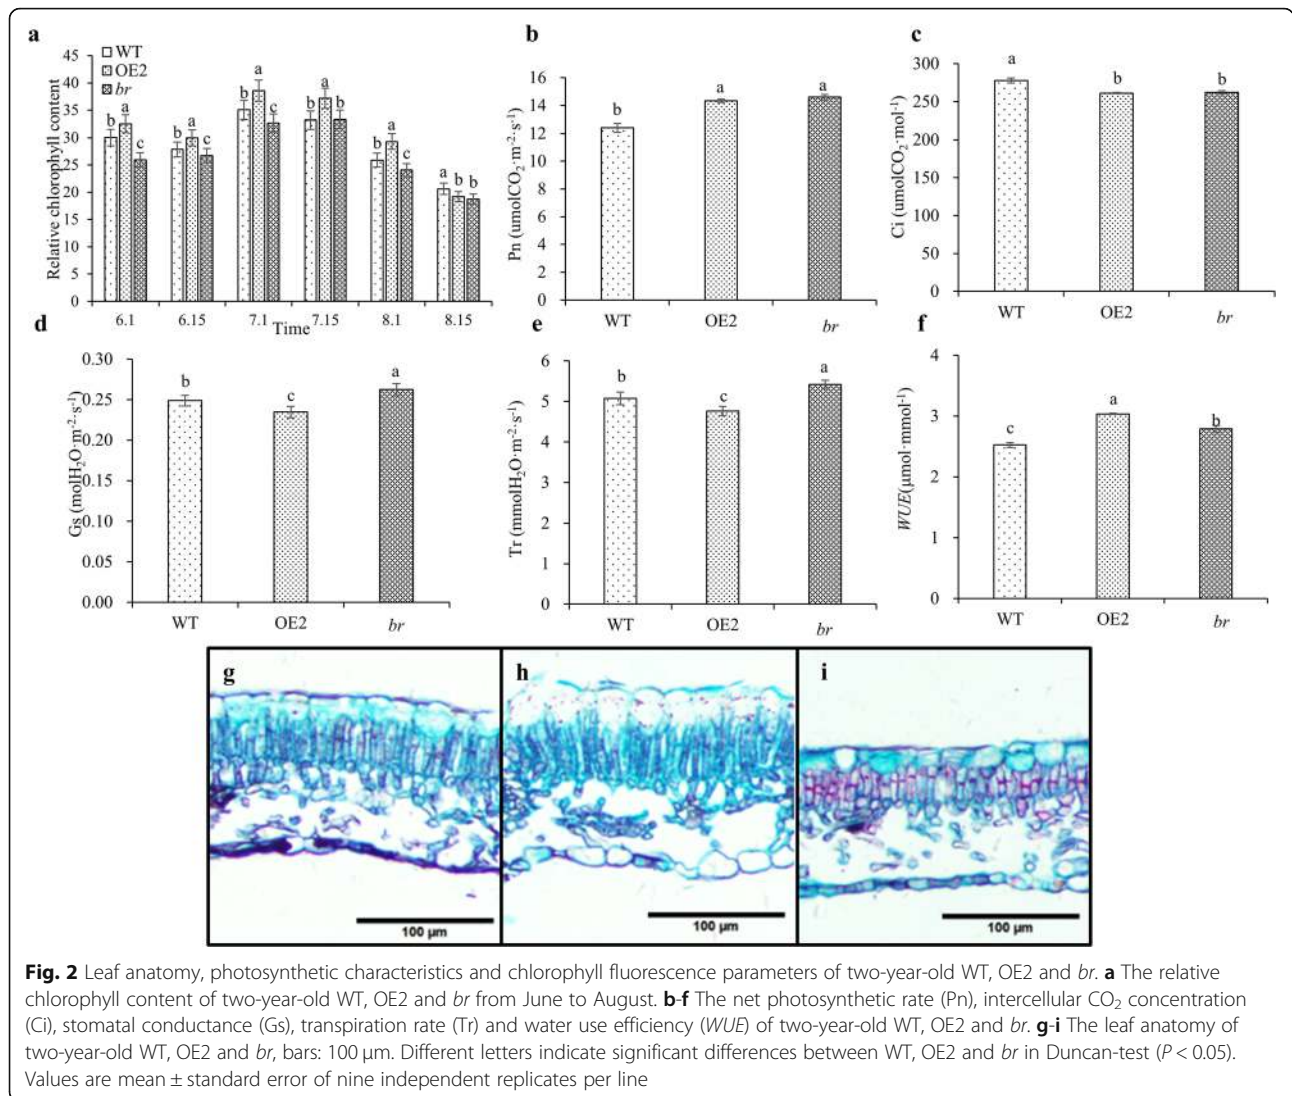 a
WT
OE2
br
Relative chlorophyll content
45
40
35
30
25
20
15
10
5
0
b a c
b a c
b a c
b a b
b a c
a b b
6.1 6.15 7.1 7.15 8.1 8.15
Time
b
Pn (umolCO₂·m⁻²·s⁻¹)
16
14
12
10
8
6
4
2
0
b a a
WT OE2 br
c
Ci (umolCO₂·mol⁻¹)
300
250
200
150
100
50
0
a b b
WT OE2 br
d
Gs (molH₂O·m⁻²·s⁻¹)
0.30
0.25
0.20
0.15
0.10
0.05
0.00
b c a
WT OE2 br
e
Tr (mmolH₂O·m⁻²·s⁻¹)
6
5
4
3
2
1
0
b c a
WT OE2 br
f
WUE(μmol·mmol⁻¹)
4
3
2
1
0
c a b
WT OE2 br
g
100 μm
h
100 μm
i
100 μm
Fig. 2 Leaf anatomy, photosynthetic characteristics and chlorophyll fluorescence parameters of two-year-old WT, OE2 and br. a The relative
chlorophyll content of two-year-old WT, OE2 and br from June to August. b-f The net photosynthetic rate (Pn), intercellular CO₂ concentration
(Ci), stomatal conductance (Gs), transpiration rate (Tr) and water use efficiency (WUE) of two-year-old WT, OE2 and br. g-i The leaf anatomy of
two-year-old WT, OE2 and br, bars: 100 μm. Different letters indicate significant differences between WT, OE2 and br in Duncan-test (P < 0.05).
Values are mean ± standard error of nine independent replicates per line